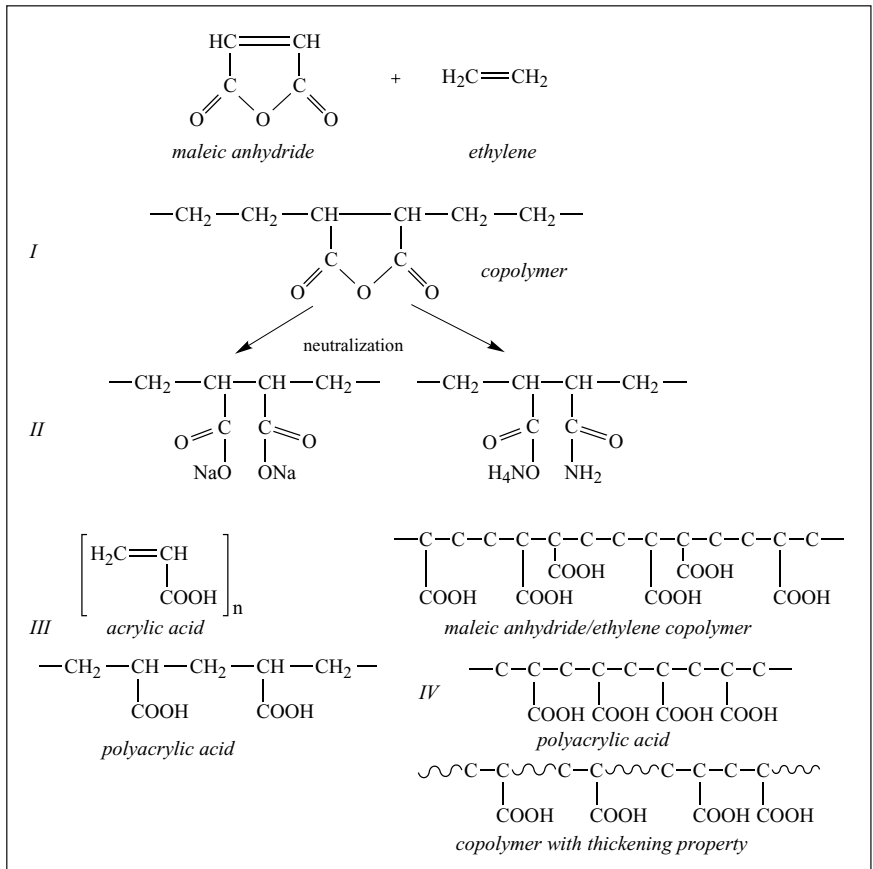 HC CH
C C
O O O
+ H₂C CH₂
maleic anhydride ethylene
—CH₂—CH₂—CH—CH—CH₂—CH₂—
I
C C
O O O
copolymer
neutralization
—CH₂—CH—CH—CH₂— —CH₂—CH—CH—CH₂—
II
O C C O O C C O
NaO ONa H₄NO NH₂
H₂C=CH
COOH n
acrylic acid
III
—CH₂—CH—CH₂—CH—CH₂—
COOH COOH
polyacrylic acid
—C—C—C—C—C—C—C—C—C—C—C—C—C—
COOH COOH
COOH COOH COOH COOH
maleic anhydride/ethylene copolymer
IV
—C—C—C—C—C—C—C—C—C—
COOH COOH COOH COOH
polyacrylic acid
C—C C—C C—C—C—C
COOH COOH COOH COOH
copolymer with thickening property